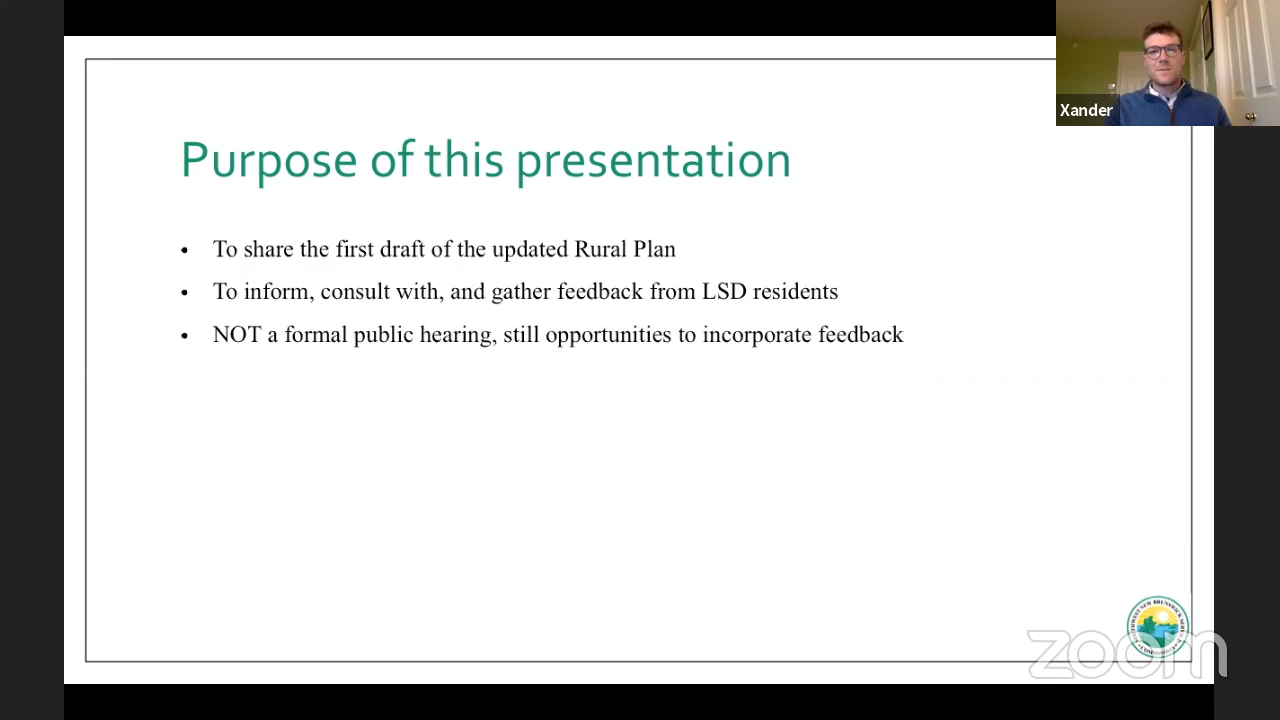 Xander
Purpose of this presentation
• To share the first draft of the updated Rural Plan
• To inform, consult with, and gather feedback from LSD residents
• NOT a formal public hearing, still opportunities to incorporate feedback
zoom